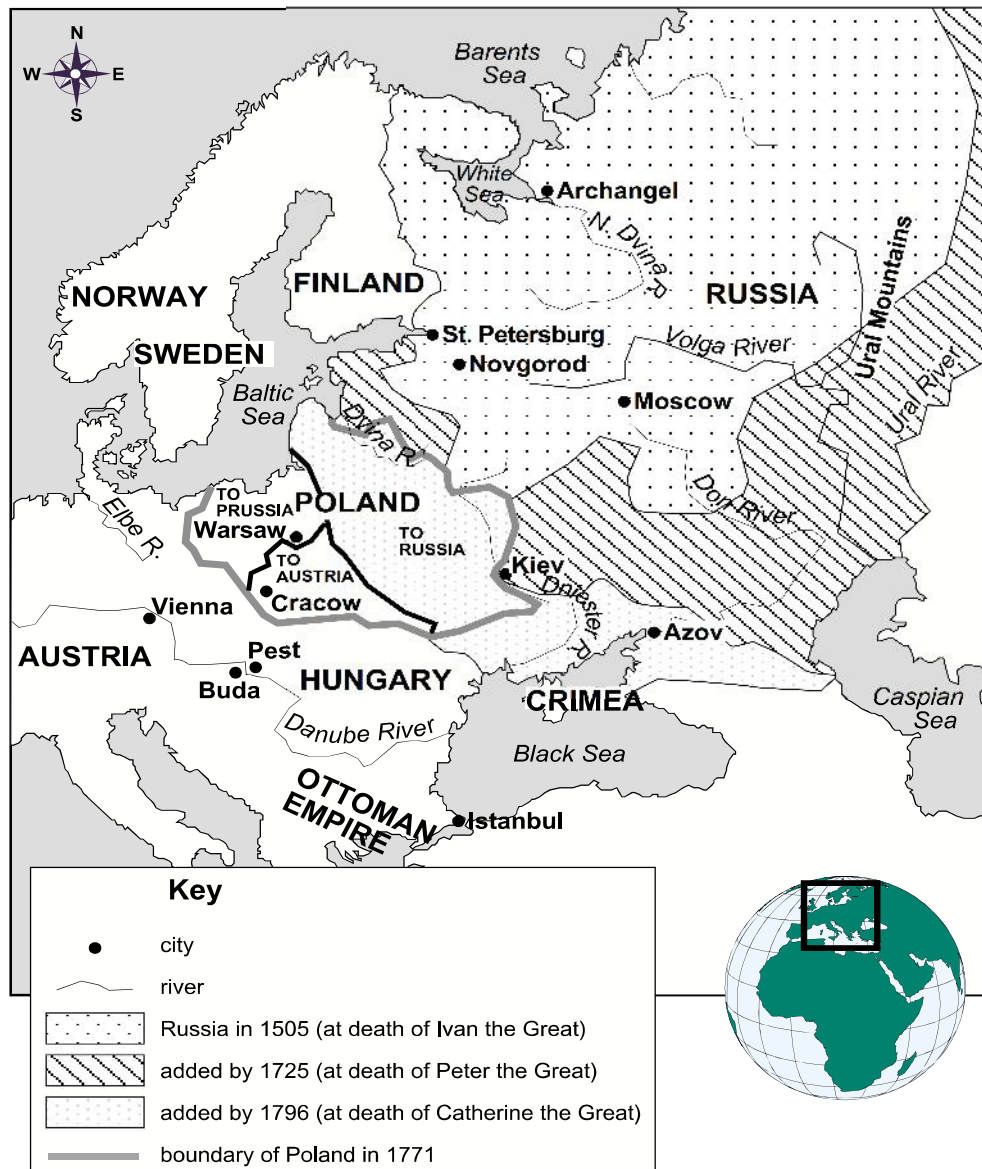 N
W E
S
Barents
Sea
White
Sea
Archangel
N. Dvina R.
NORWAY
FINLAND
RUSSIA
Ural Mountains
SWEDEN
St. Petersburg
Volga River
Novgorod
Ural River
Baltic
Sea
Moscow
Dvina R.
Don River
Elbe R.
TO
PRUSSIA
POLAND
Warsaw
TO
RUSSIA
TO
AUSTRIA
Kiev
Cracow
Dniester R.
Vienna
Azov
AUSTRIA
Pest
Buda
HUNGARY
CRIMEA
Caspian
Sea
Danube River
Black Sea
OTTOMAN
EMPIRE
Istanbul
Key
city
river
Russia in 1505 (at death of Ivan the Great)
added by 1725 (at death of Peter the Great)
added by 1796 (at death of Catherine the Great)
boundary of Poland in 1771